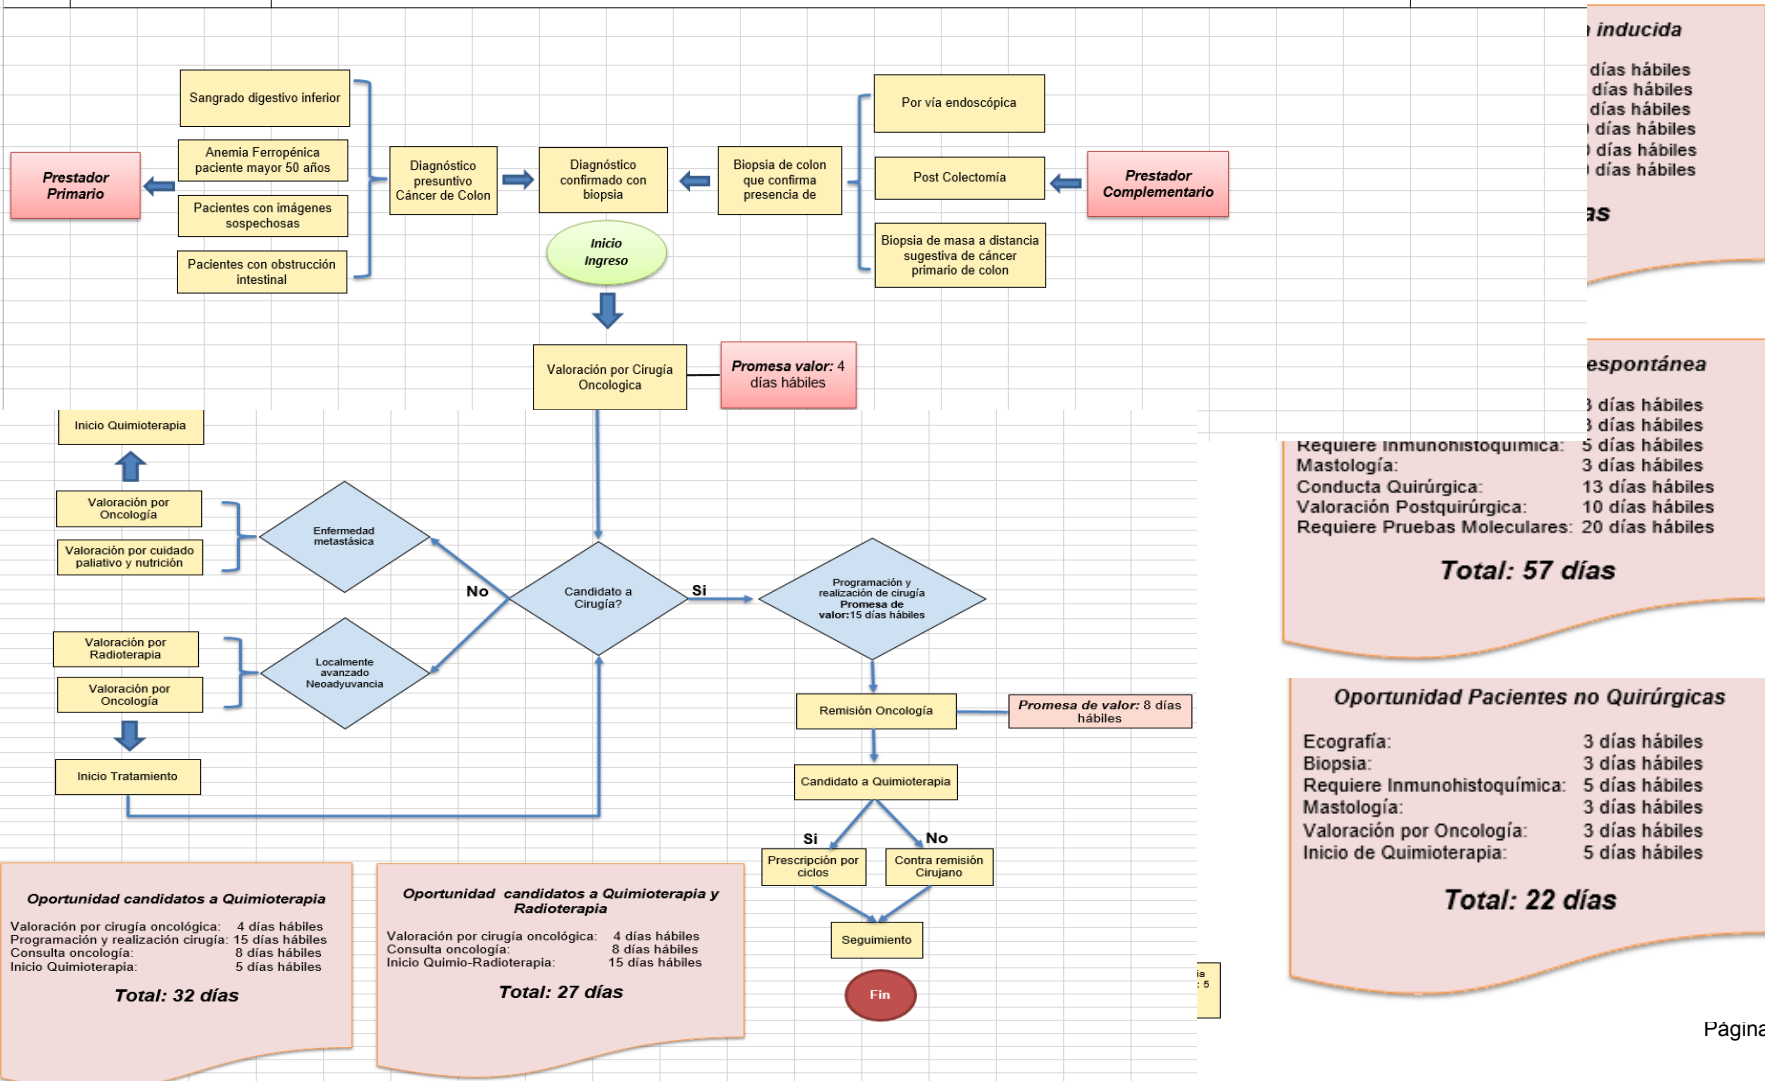 Sangrado digestivo inferior
Anemia Ferropénica
paciente mayor 50 años
Pacientes con imágenes
sospechosas
Pacientes con obstrucción
intestinal
Prestador
Primario
Diagnóstico
presuntivo
Cáncer de Colon
Diagnóstico
confirmado con
biopsia
Biopsia de colon
que confirma
presencia de
Por vía endoscópica
Post Colectomía
Biopsia de masa a distancia
sugestiva de cáncer
primario de colon
Prestador
Complementario
Inicio
Ingreso
Valoración por Cirugía
Oncologica
Promesa valor: 4
días hábiles
Inicio Quimioterapia
Valoración por
Oncología
Valoración por cuidado
paliativo y nutrición
Enfermedad
metastásica
No
Candidato a
Cirugía?
Si
Programación y
realización de cirugía
Promesa de
valor:15 días hábiles
Valoración por
Radioterapia
Valoración por
Oncología
Localmente
avanzado
Neoadyuvancia
Inicio Tratamiento
Remisión Oncología
Promesa de valor: 8 días
hábiles
Candidato a Quimioterapia
Si
No
Prescripción por
ciclos
Contra remisión
Cirujano
Seguimiento
Fin
Oportunidad candidatos a Quimioterapia
Valoración por cirugía oncológica: 4 días hábiles
Programación y realización cirugía: 15 días hábiles
Consulta oncología: 8 días hábiles
Inicio Quimioterapia: 5 días hábiles
Total: 32 días
Oportunidad candidatos a Quimioterapia y
Radioterapia
Valoración por cirugía oncológica: 4 días hábiles
Consulta oncología: 8 días hábiles
Inicio Quimio-Radioterapia: 15 días hábiles
Total: 27 días
inducida
días hábiles
días hábiles
días hábiles
días hábiles
días hábiles
días hábiles
as
espontánea
3 días hábiles
3 días hábiles
Requiere Inmunohistoquímica: 5 días hábiles
Mastología: 3 días hábiles
Conducta Quirúrgica: 13 días hábiles
Valoración Postquirúrgica: 10 días hábiles
Requiere Pruebas Moleculares: 20 días hábiles
Total: 57 días
Oportunidad Pacientes no Quirúrgicas
Ecografía: 3 días hábiles
Biopsia: 3 días hábiles
Requiere Inmunohistoquímica: 5 días hábiles
Mastología: 3 días hábiles
Valoración por Oncología: 3 días hábiles
Inicio de Quimioterapia: 5 días hábiles
Total: 22 días
ia
: 5
Página